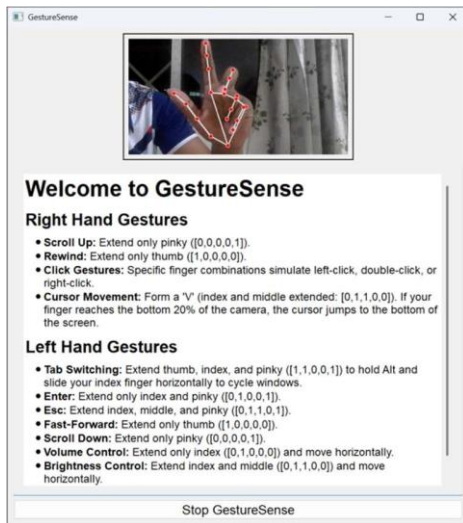 GestureSense
Welcome to GestureSense
Right Hand Gestures
• Scroll Up: Extend only pinky ([0,0,0,0,1]).
• Rewind: Extend only thumb ([1,0,0,0,0]).
• Click Gestures: Specific finger combinations simulate left-click, double-click, or
right-click.
• Cursor Movement: Form a 'V' (index and middle extended: [0,1,1,0,0]). If your
finger reaches the bottom 20% of the camera, the cursor jumps to the bottom of
the screen.
Left Hand Gestures
• Tab Switching: Extend thumb, index, and pinky ([1,1,0,0,1]) to hold Alt and
slide your index finger horizontally to cycle windows.
• Enter: Extend only index and pinky ([0,1,0,0,1]).
• Esc: Extend index, middle, and pinky ([0,1,1,0,1]).
• Fast-Forward: Extend only thumb ([1,0,0,0,0]).
• Scroll Down: Extend only pinky ([0,0,0,0,1]).
• Volume Control: Extend only index ([0,1,0,0,0]) and move horizontally.
• Brightness Control: Extend index and middle ([0,1,1,0,0]) and move
horizontally.
Stop GestureSense